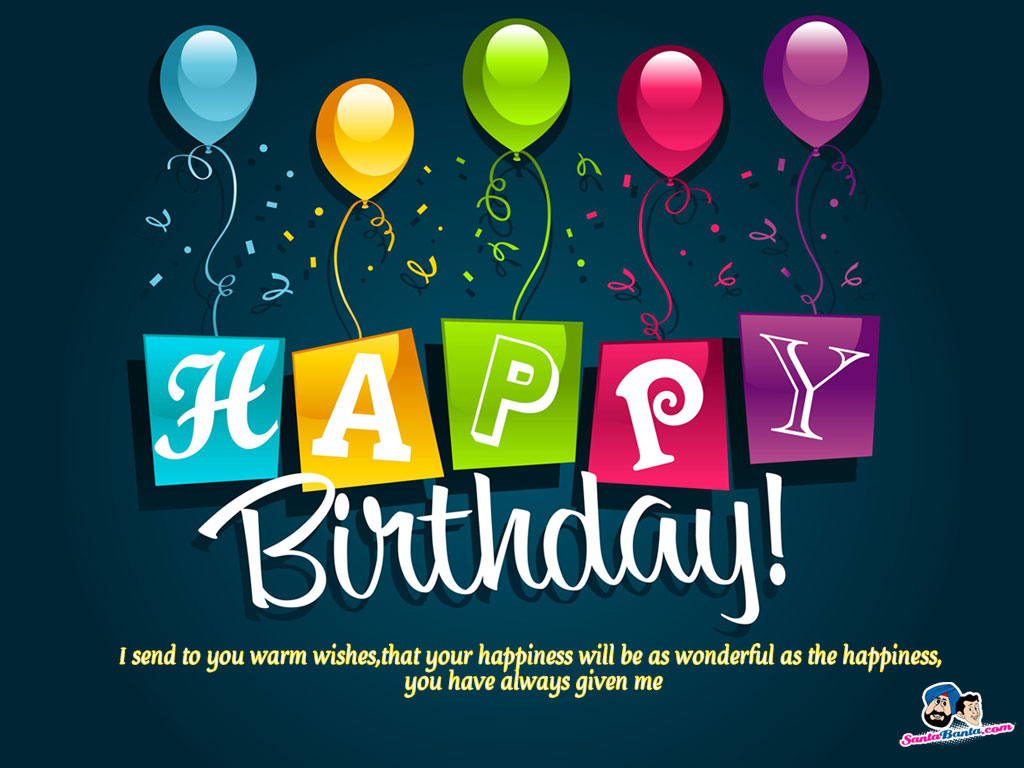 HAPPY
Birthday!
I send to you warm wishes,that your happiness will be as wonderful as the happiness,
you have always given me
SantaBanta.com